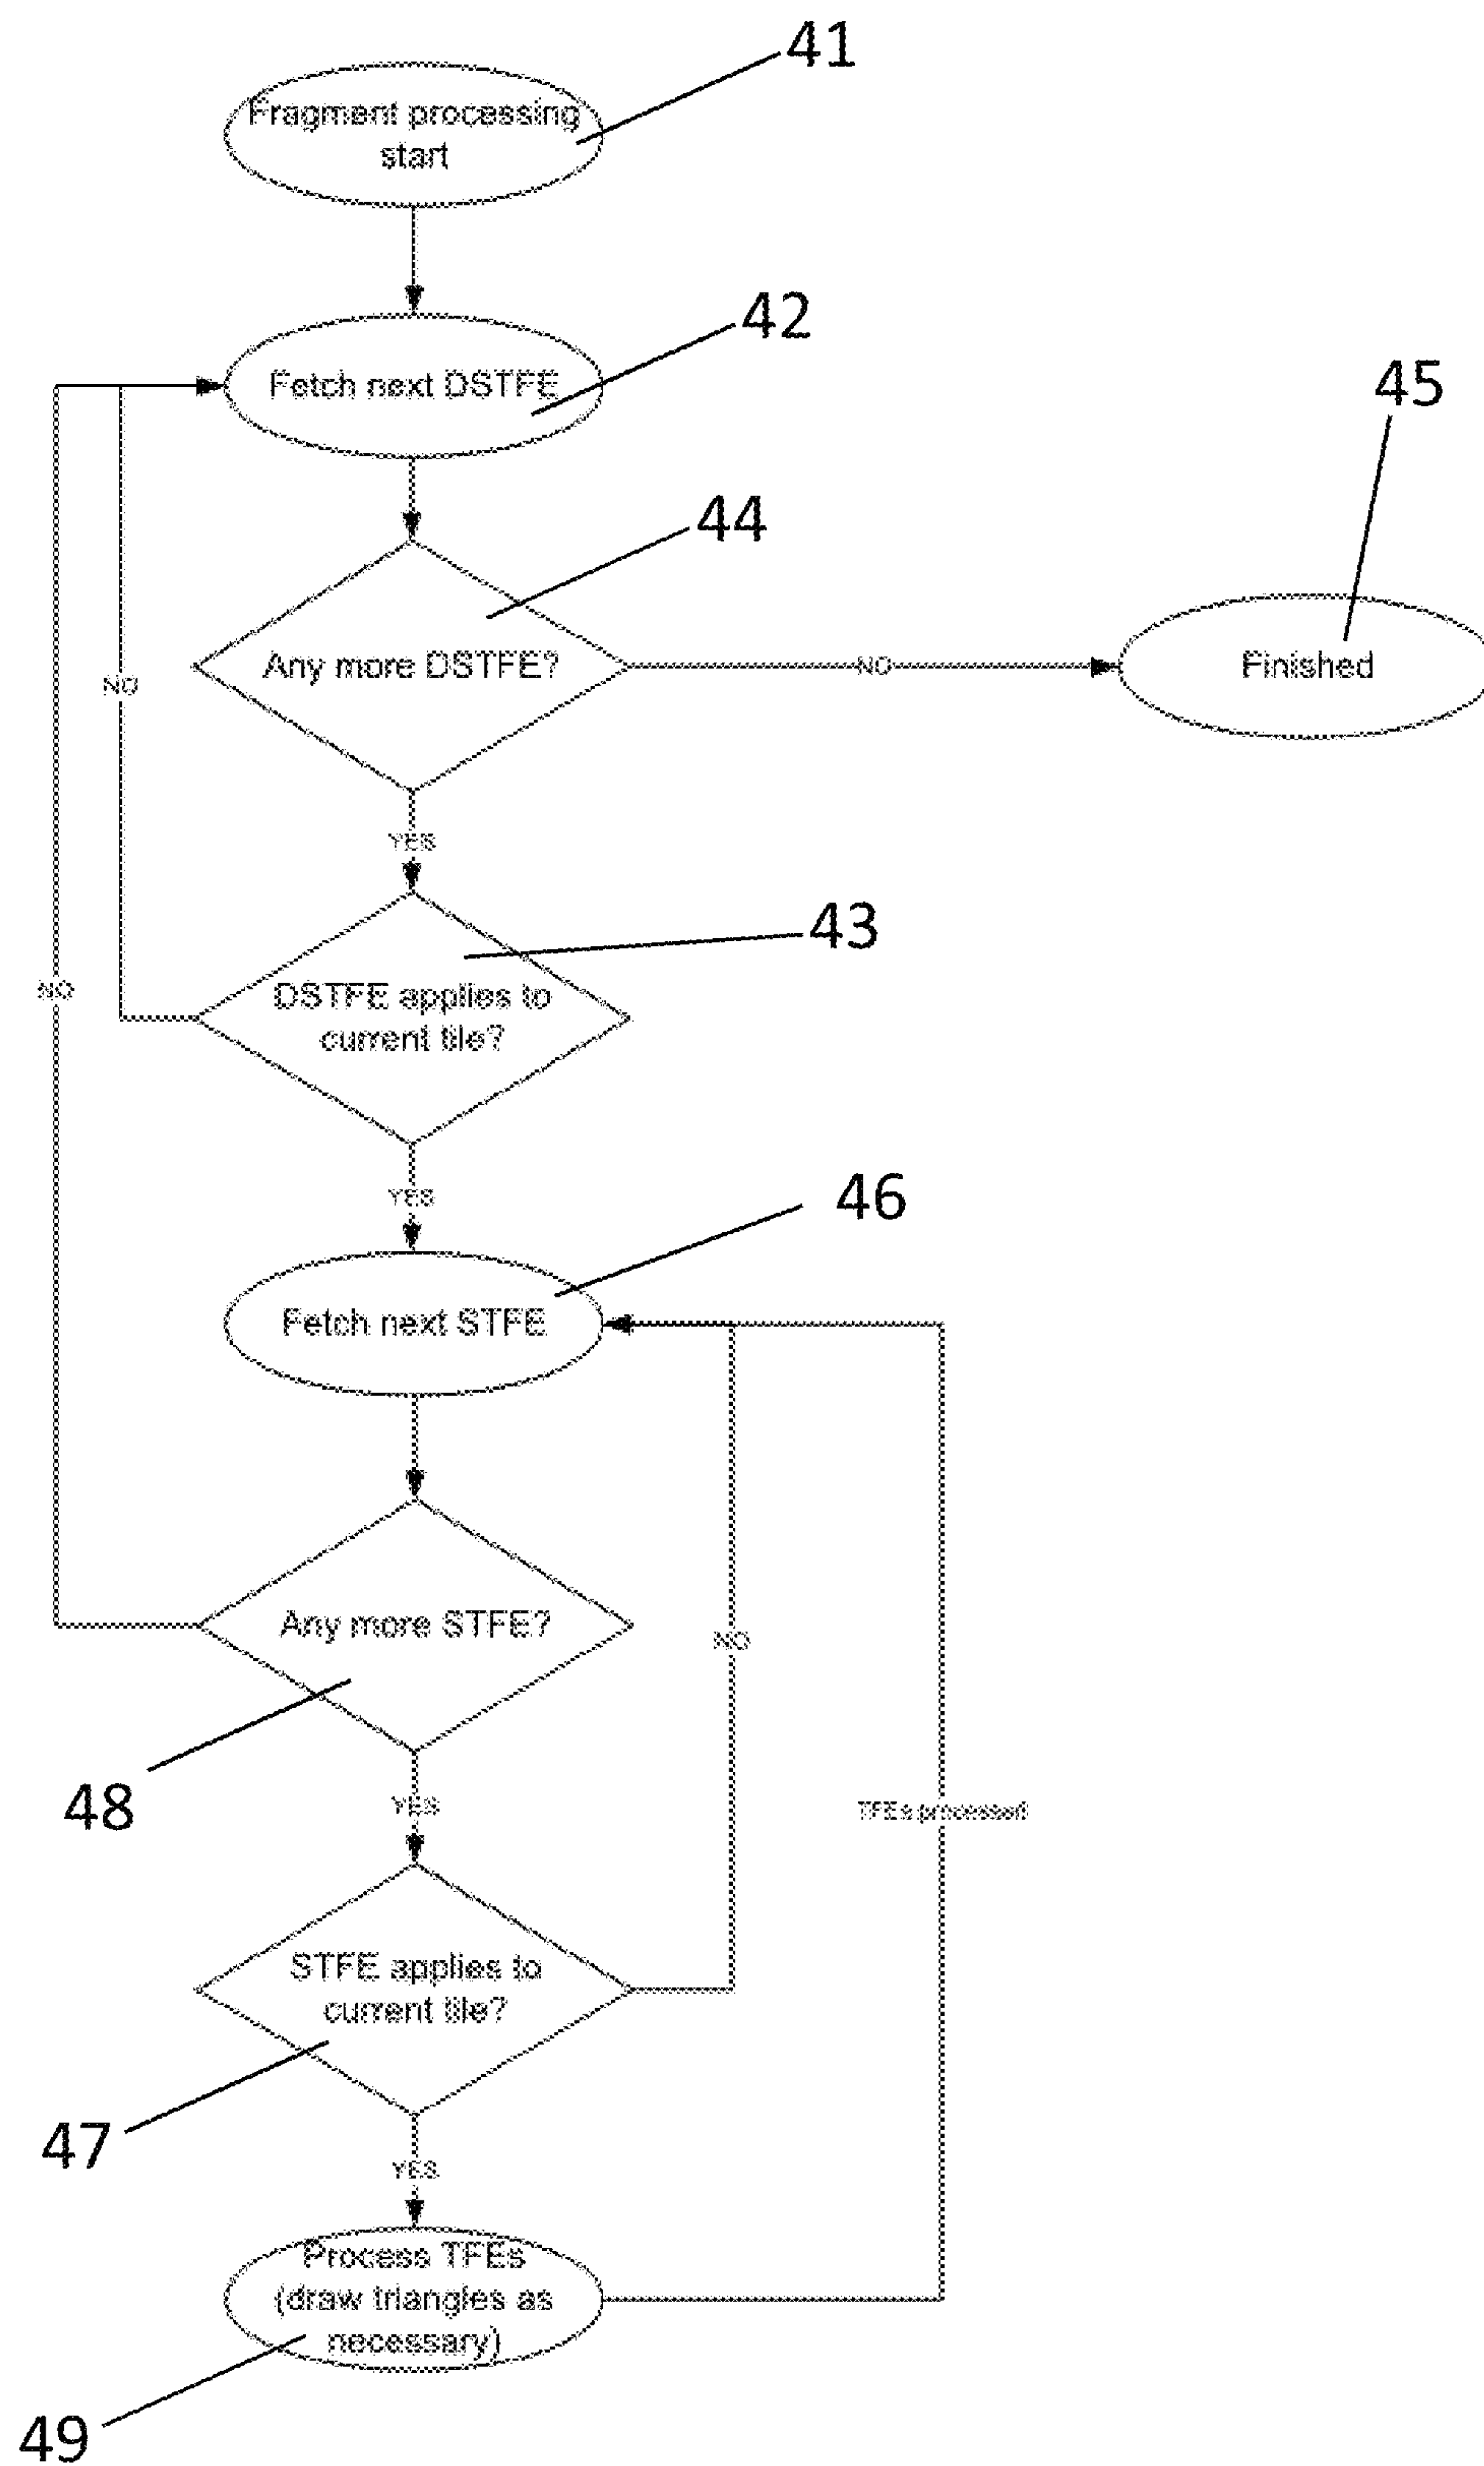 41
Fragment processing
start
42
Fetch next DSTFE
45
44
Any more DSTFE?
NO
Finished
NO
YES
43
DSTFE applies to
current tile?
NO
YES
46
Fetch next STFE
Any more STFE?
NO
48
YES
TFEs processed
STFE applies to
current tile?
47
YES
Process TFEs
(draw triangles as
necessary)
49